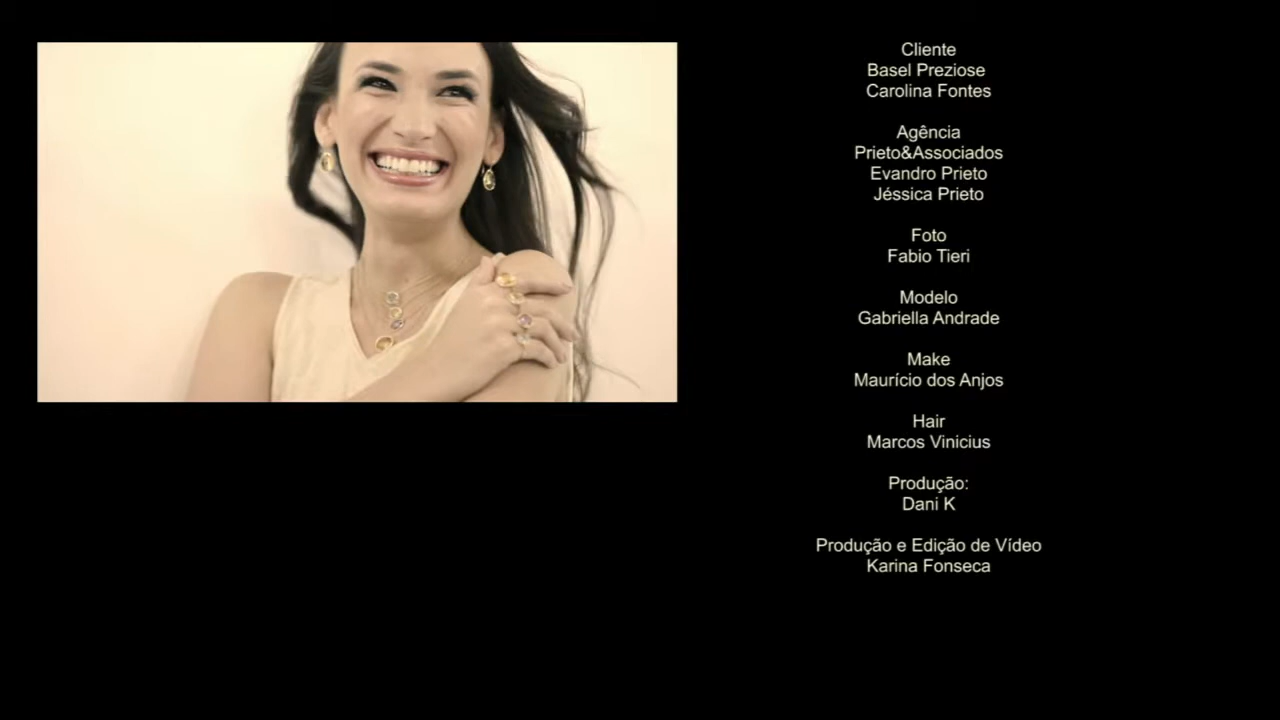 Cliente
Basel Preziose
Carolina Fontes
Agência
Prieto&Associados
Evandro Prieto
Jéssica Prieto
Foto
Fabio Tieri
Modelo
Gabriella Andrade
Make
Maurício dos Anjos
Hair
Marcos Vinicius
Produção:
Dani K
Produção e Edição de Vídeo
Karina Fonseca